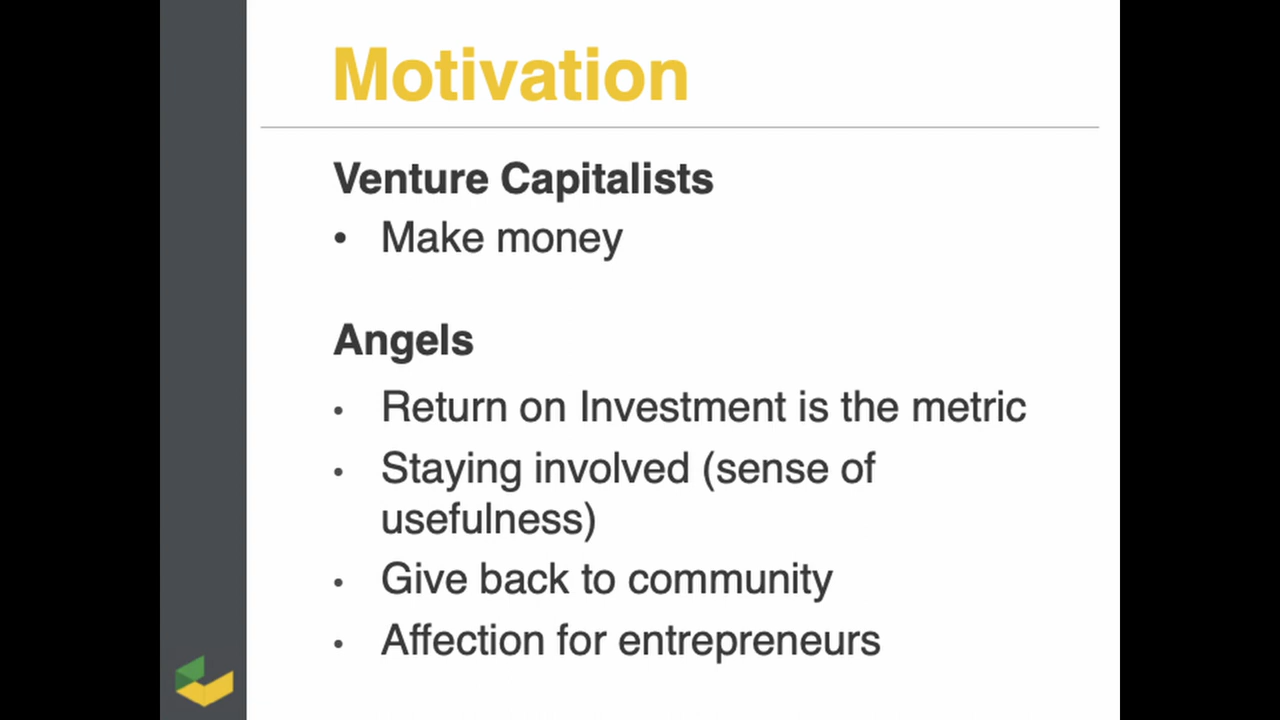 Motivation
Venture Capitalists
• Make money
Angels
• Return on Investment is the metric
• Staying involved (sense of
usefulness)
• Give back to community
• Affection for entrepreneurs